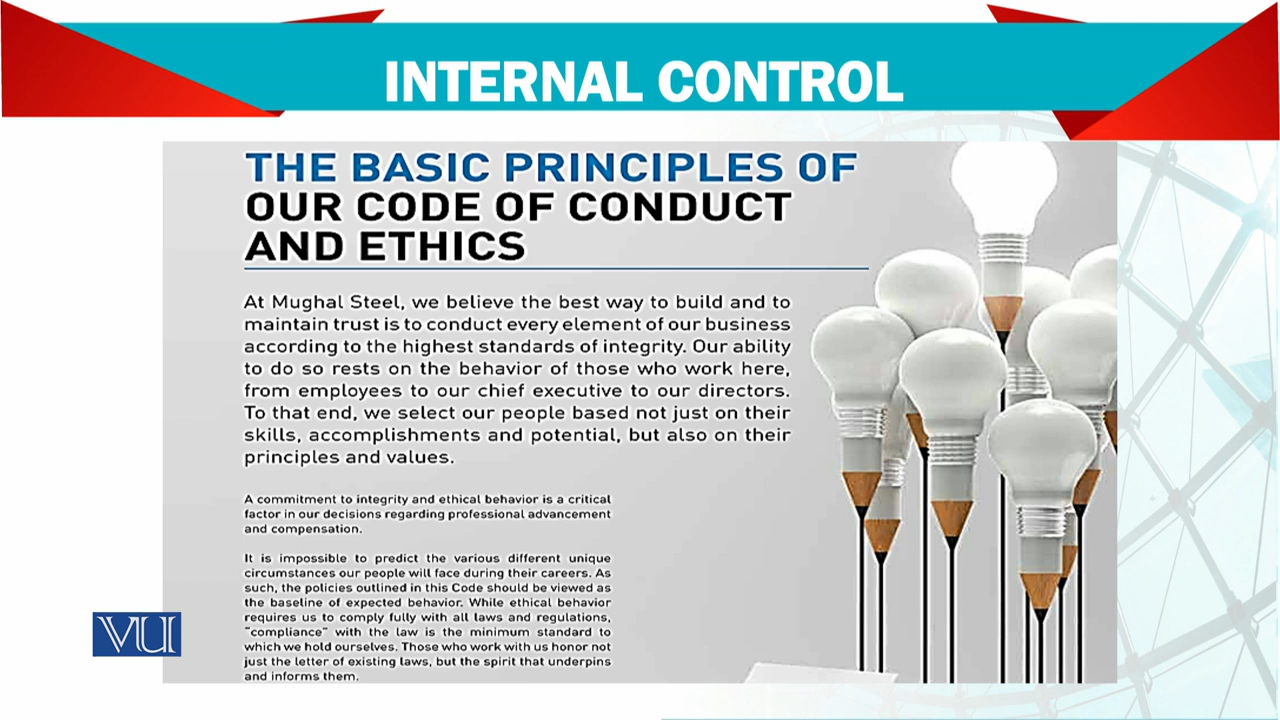 INTERNAL CONTROL
THE BASIC PRINCIPLES OF
OUR CODE OF CONDUCT
AND ETHICS
At Mughal Steel, we believe the best way to build and to
maintain trust is to conduct every element of our business
according to the highest standards of integrity. Our ability
to do so rests on the behavior of those who work here,
from employees to our chief executive to our directors.
To that end, we select our people based not just on their
skills, accomplishments and potential, but also on their
principles and values.
A commitment to integrity and ethical behavior is a critical
factor in our decisions regarding professional advancement
and compensation.
It is impossible to predict the various different unique
circumstances our people will face during their careers. As
such, the policies outlined in this Code should be viewed as
the baseline of expected behavior. While ethical behavior
requires us to comply fully with all laws and regulations,
"compliance" with the law is the minimum standard to
which we hold ourselves. Those who work with us honor not
just the letter of existing laws, but the spirit that underpins
and informs them.
VU